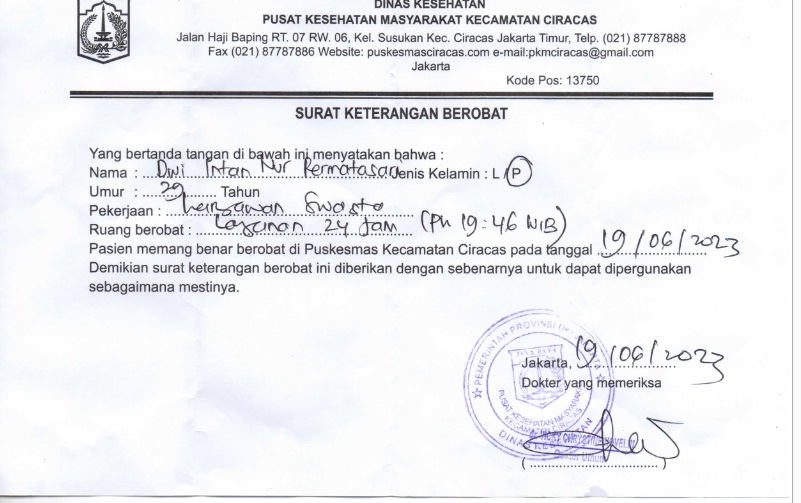 DINAS KESEHATAN
PUSAT KESEHATAN MASYARAKAT KECAMATAN CIRACAS
Jalan Haji Baping RT. 07 RW. 06, Kel. Susukan Kec. Ciracas Jakarta Timur, Telp. (021) 87787888
Fax (021) 87787886 Website: puskesmasciracas.com e-mail:pkmciracas@gmail.com
Jakarta
Kode Pos: 13750
SURAT KETERANGAN BEROBAT
Yang bertanda tangan di bawah ini menyatakan bahwa :
Nama : Dwi Intan Nur Permatasari Jenis Kelamin : L / P
Umur : 29 Tahun
Pekerjaan : Karyawan Swasta
Ruang berobat : Layanan 24 Jam (Pk 19:46 WIB)
Pasien memang benar berobat di Puskesmas Kecamatan Ciracas pada tanggal 19/06/2023
Demikian surat keterangan berobat ini diberikan dengan sebenarnya untuk dapat dipergunakan
sebagaimana mestinya.
Jakarta, 19/06/2023
Dokter yang memeriksa
PEMERINTAH PROVINSI
JAYA RAYA
PUSAT KESEHATAN MASYARAKAT
KECAMATAN CIRACAS
DINAS KESEHATAN
Dokter Umum